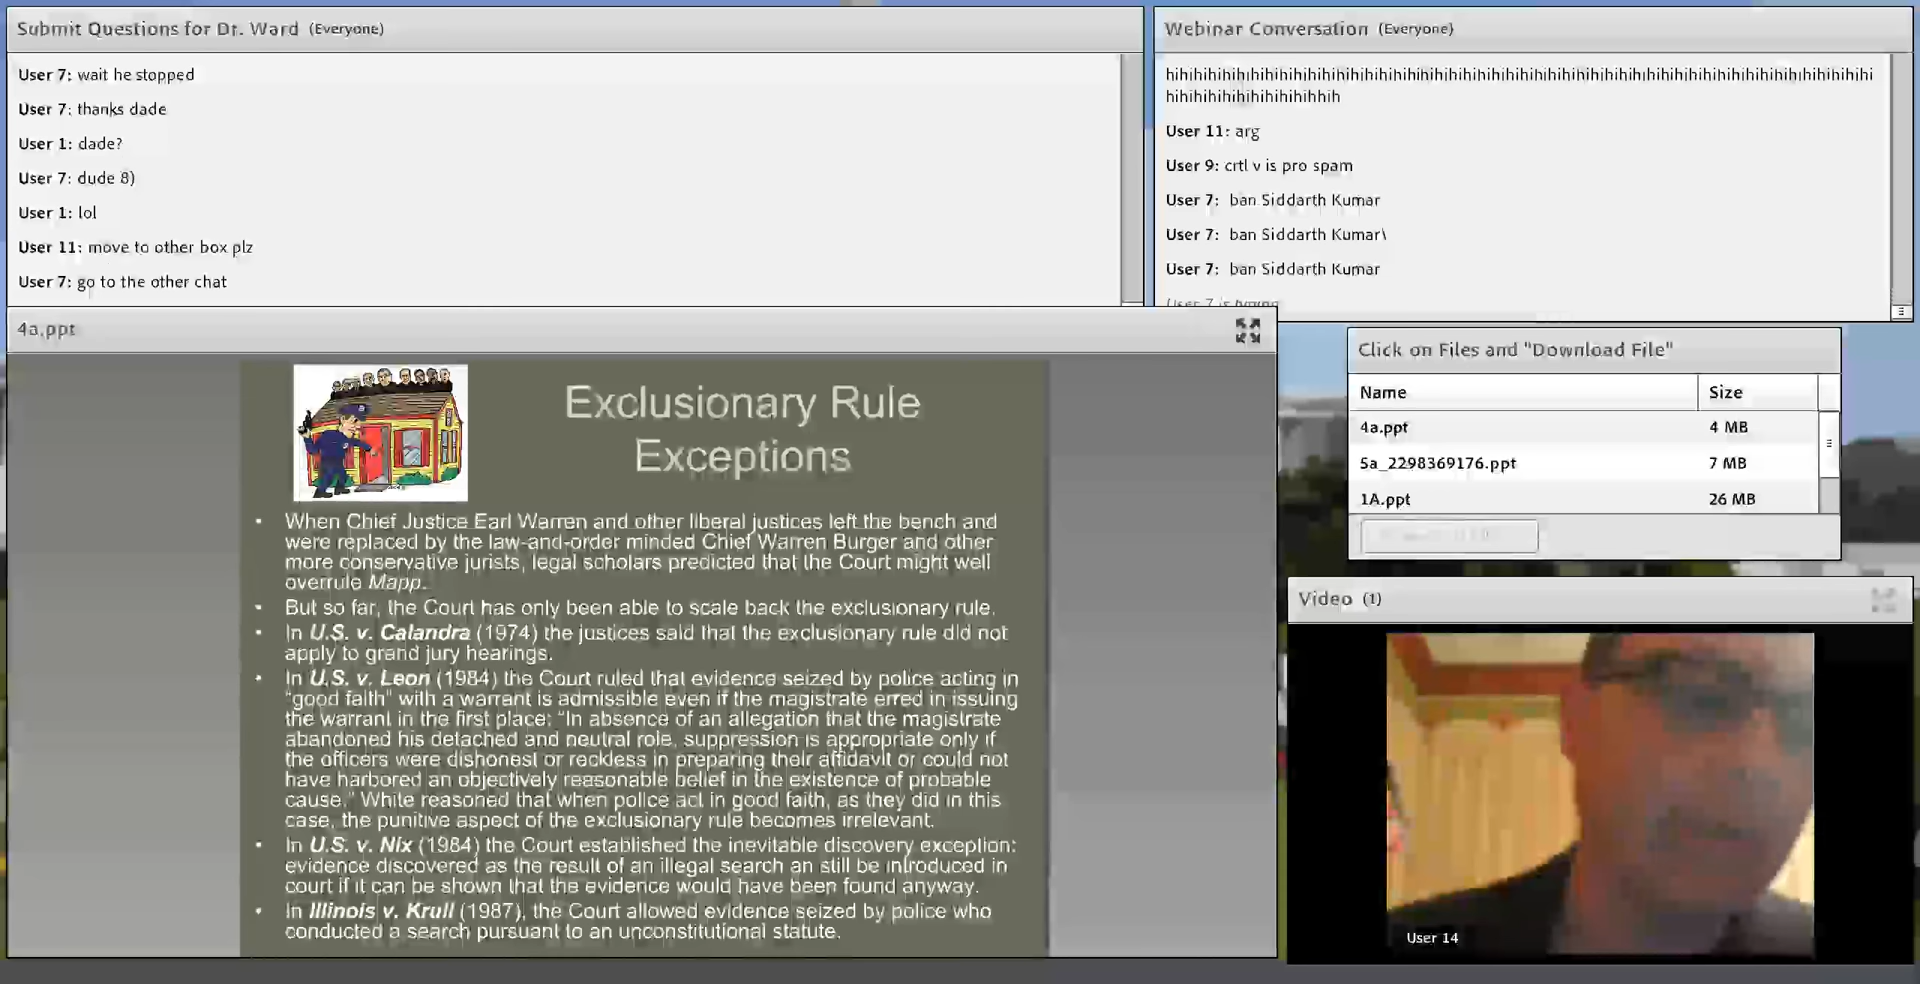 Submit Questions for Dr. Ward (Everyone)
User 7: wait he stopped
User 7: thanks dade
User 1: dade?
User 7: dude 8)
User 1: lol
User 11: move to other box plz
User 7: go to the other chat
Webinar Conversation (Everyone)
hihihihihihihihihihihihihihihihihihihihihihihihihihihihihihihihihihihihihihihihihihihihihihihihihihihi
hihihihihihihihihihihihhih
User 11: arg
User 9: crtl v is pro spam
User 7: ban Siddarth Kumar
User 7: ban Siddarth Kumar\
User 7: ban Siddarth Kumar
User 7 is typing
4a.ppt
Exclusionary Rule
Exceptions
• When Chief Justice Earl Warren and other liberal justices left the bench and
were replaced by the law-and-order minded Chief Warren Burger and other
more conservative jurists, legal scholars predicted that the Court might well
overrule Mapp.
• But so far, the Court has only been able to scale back the exclusionary rule.
• In U.S. v. Calandra (1974) the justices said that the exclusionary rule did not
apply to grand jury hearings.
• In U.S. v. Leon (1984) the Court ruled that evidence seized by police acting in
“good faith” with a warrant is admissible even if the magistrate erred in issuing
the warrant in the first place: “In absence of an allegation that the magistrate
abandoned his detached and neutral role, suppression is appropriate only if
the officers were dishonest or reckless in preparing their affidavit or could not
have harbored an objectively reasonable belief in the existence of probable
cause.” White reasoned that when police act in good faith, as they did in this
case, the punitive aspect of the exclusionary rule becomes irrelevant.
• In U.S. v. Nix (1984) the Court established the inevitable discovery exception:
evidence discovered as the result of an illegal search an still be introduced in
court if it can be shown that the evidence would have been found anyway.
• In Illinois v. Krull (1987), the Court allowed evidence seized by police who
conducted a search pursuant to an unconstitutional statute.
Click on Files and "Download File"
Name Size
4a.ppt 4 MB
5a_2298369176.ppt 7 MB
1A.ppt 26 MB
Video (1)
User 14